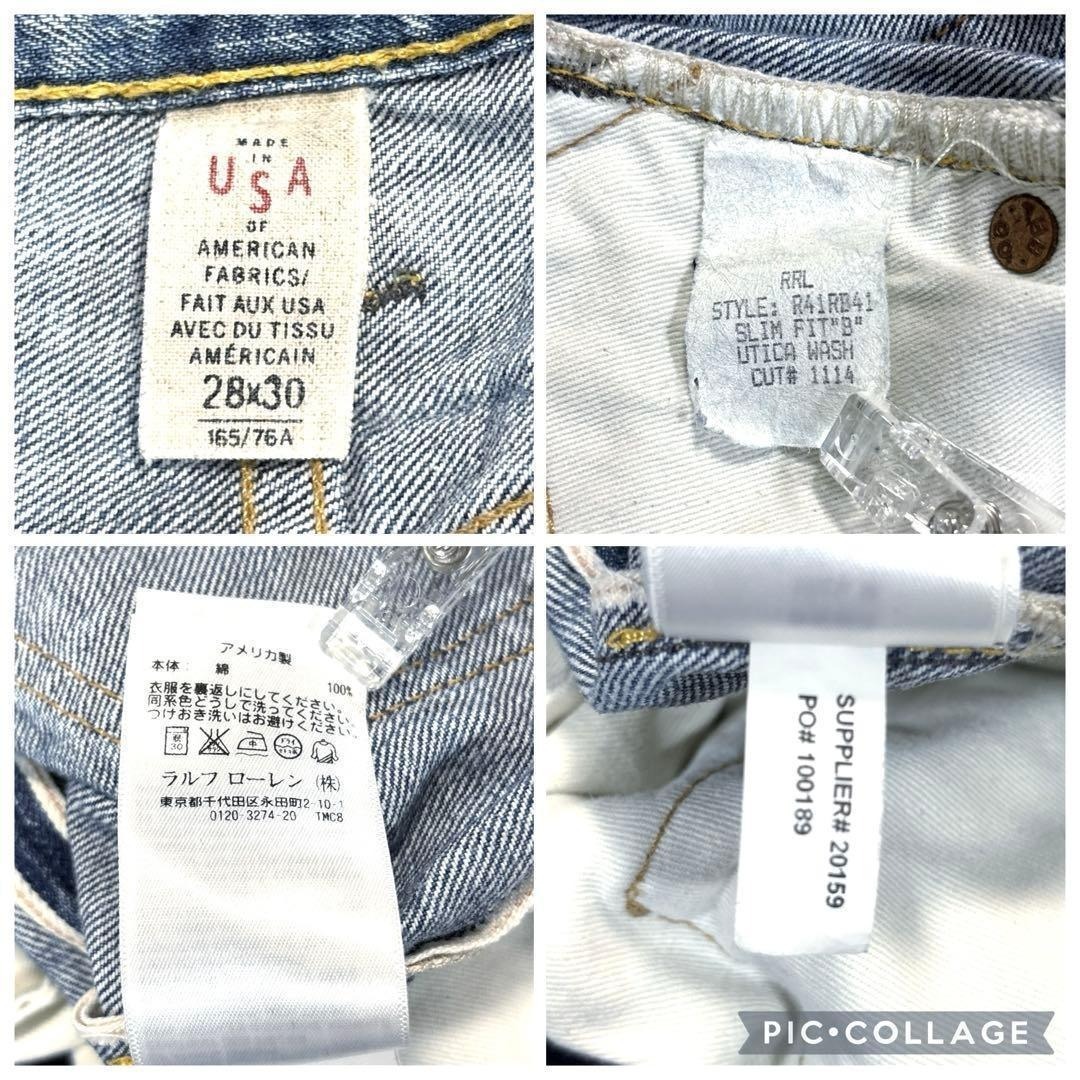 MADE
IN
USA
OF
AMERICAN
FABRICS/
FAIT AUX USA
AVEC DU TISSU
AMÉRICAIN
28x30
165/76A
RRL
STYLE: R41RB41
SLIM FIT"B"
UTICA WASH
CUT# 1114
アメリカ製
本体: 綿 100%
衣服を裏返しにしてください。
同系色どうしで洗ってください。
つけおき洗いはお避けください。
30
中
ラルフ ローレン (株)
東京都千代田区永田町2-10-1
0120-3274-20 TMC8
SUPPLIER# 20159
PO# 100189
PIC•COLLAGE